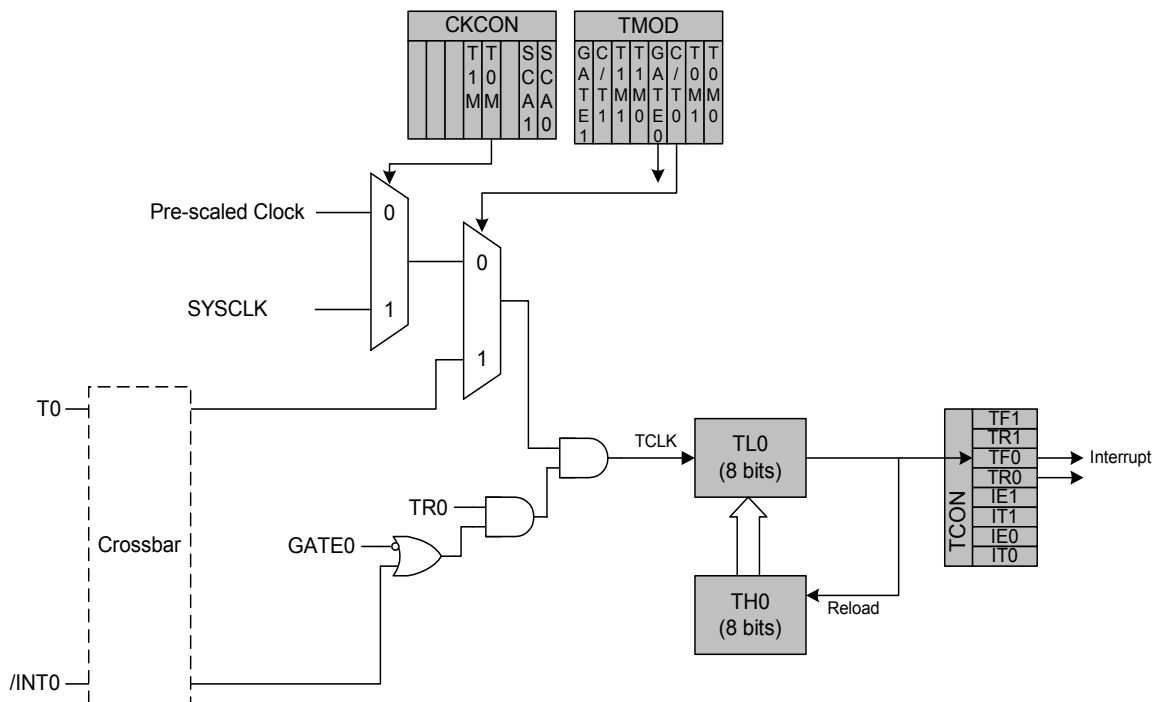 CKCON
T1M
T0M
SCA1
SCA0
TMOD
GATE1
C/T1
T1M1
T1M0
GATE0
C/T0
T0M1
T0M0
Pre-scaled Clock
0
SYSCLK
1
0
1
T0
Crossbar
/INT0
TR0
GATE0
TCLK
TL0
(8 bits)
TH0
(8 bits)
Reload
TCON
TF1
TR1
TF0
TR0
IE1
IT1
IE0
IT0
Interrupt